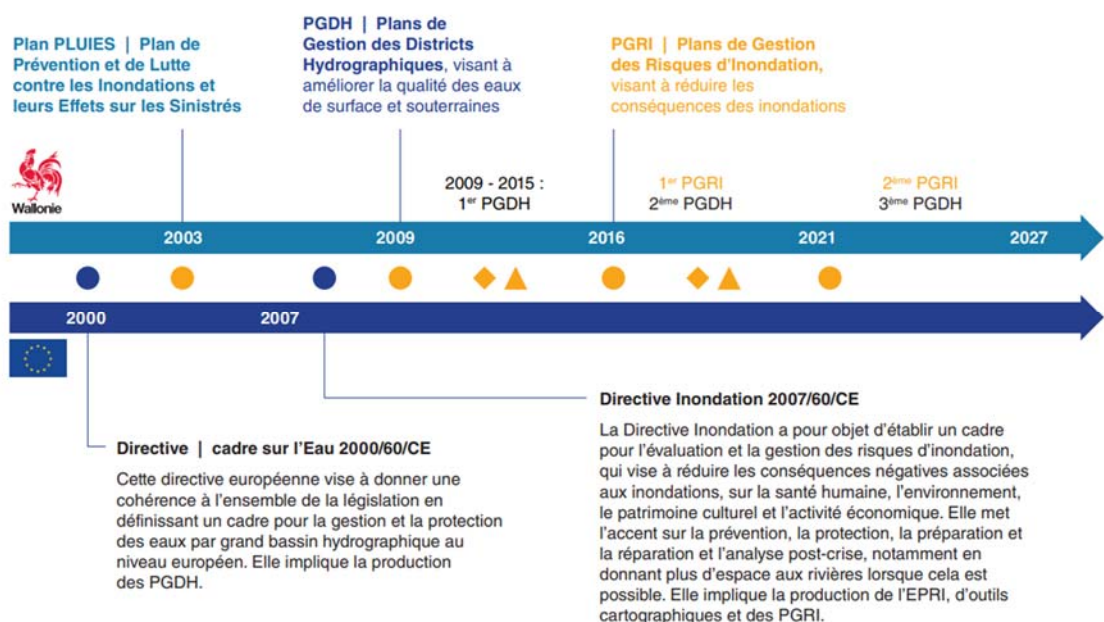 Plan PLUIES | Plan de
Prévention et de Lutte
contre les Inondations et
leurs Effets sur les Sinistrés
PGDH | Plans de
Gestion des Districts
Hydrographiques, visant à
améliorer la qualité des eaux
de surface et souterraines
PGRI | Plans de Gestion
des Risques d'Inondation,
visant à réduire les
conséquences des inondations
Wallonie
2009 - 2015 :
1er PGDH
1er PGRI
2ème PGDH
2ème PGRI
3ème PGDH
2003
2009
2016
2021
2027
2000
2007
Directive | cadre sur l'Eau 2000/60/CE
Cette directive européenne vise à donner une
cohérence à l'ensemble de la législation en
définissant un cadre pour la gestion et la protection
des eaux par grand bassin hydrographique au
niveau européen. Elle implique la production
des PGDH.
Directive Inondation 2007/60/CE
La Directive Inondation a pour objet d'établir un cadre
pour l'évaluation et la gestion des risques d'inondation,
qui vise à réduire les conséquences négatives associées
aux inondations, sur la santé humaine, l'environnement,
le patrimoine culturel et l'activité économique. Elle met
l'accent sur la prévention, la protection, la préparation et
la réparation et l'analyse post-crise, notamment en
donnant plus d'espace aux rivières lorsque cela est
possible. Elle implique la production de l'EPRI, d'outils
cartographiques et des PGRI.